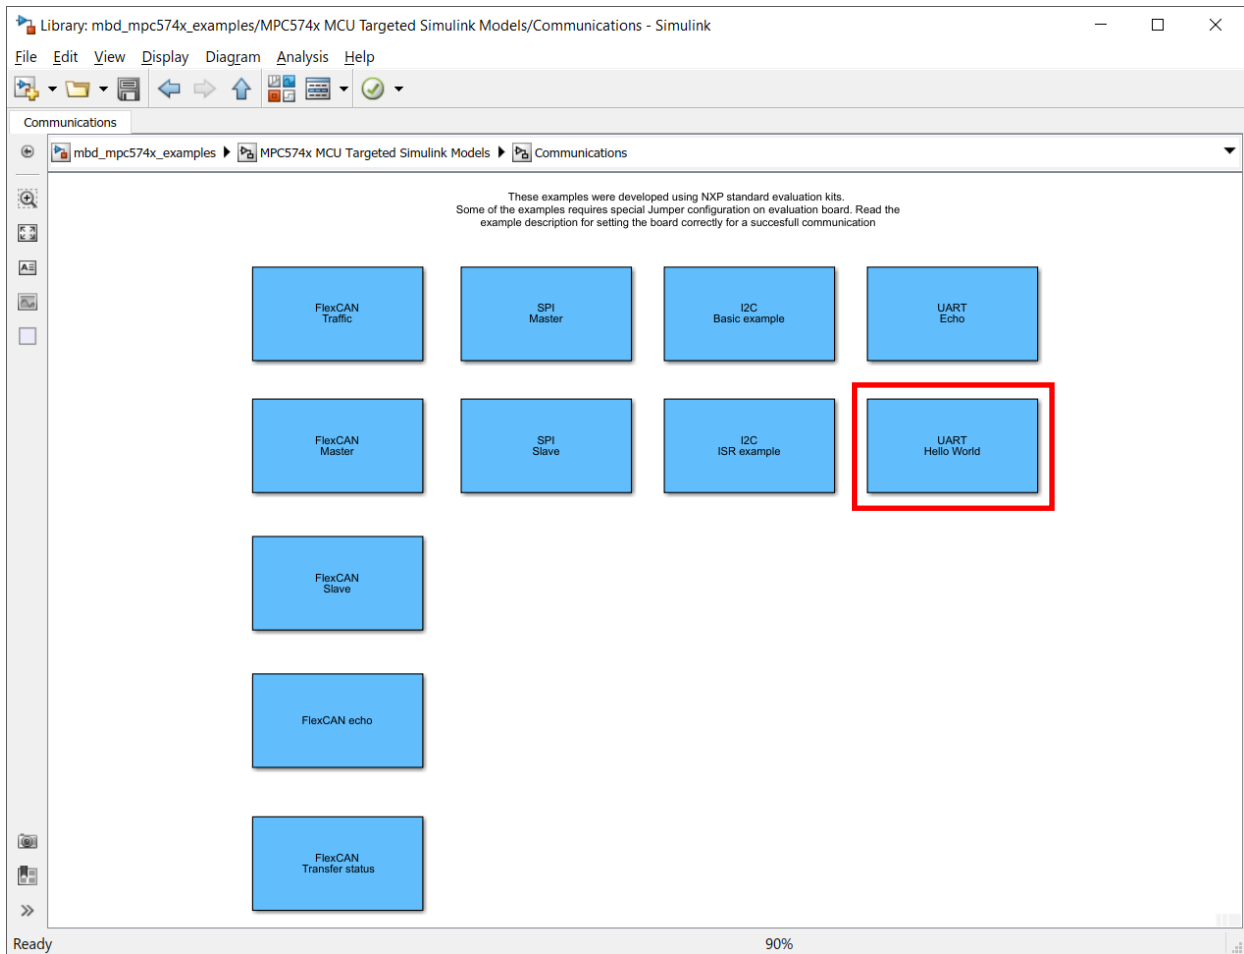 Library: mbd_mpc574x_examples/MPC574x MCU Targeted Simulink Models/Communications - Simulink
File Edit View Display Diagram Analysis Help
Communications
mbd_mpc574x_examples MPC574x MCU Targeted Simulink Models Communications
These examples were developed using NXP standard evaluation kits.
Some of the examples requires special Jumper configuration on evaluation board. Read the
example description for setting the board correctly for a succesfull communication
FlexCAN
Traffic
SPI
Master
I2C
Basic example
UART
Echo
FlexCAN
Master
SPI
Slave
I2C
ISR example
UART
Hello World
FlexCAN
Slave
FlexCAN echo
FlexCAN
Transfer status
Ready 90%